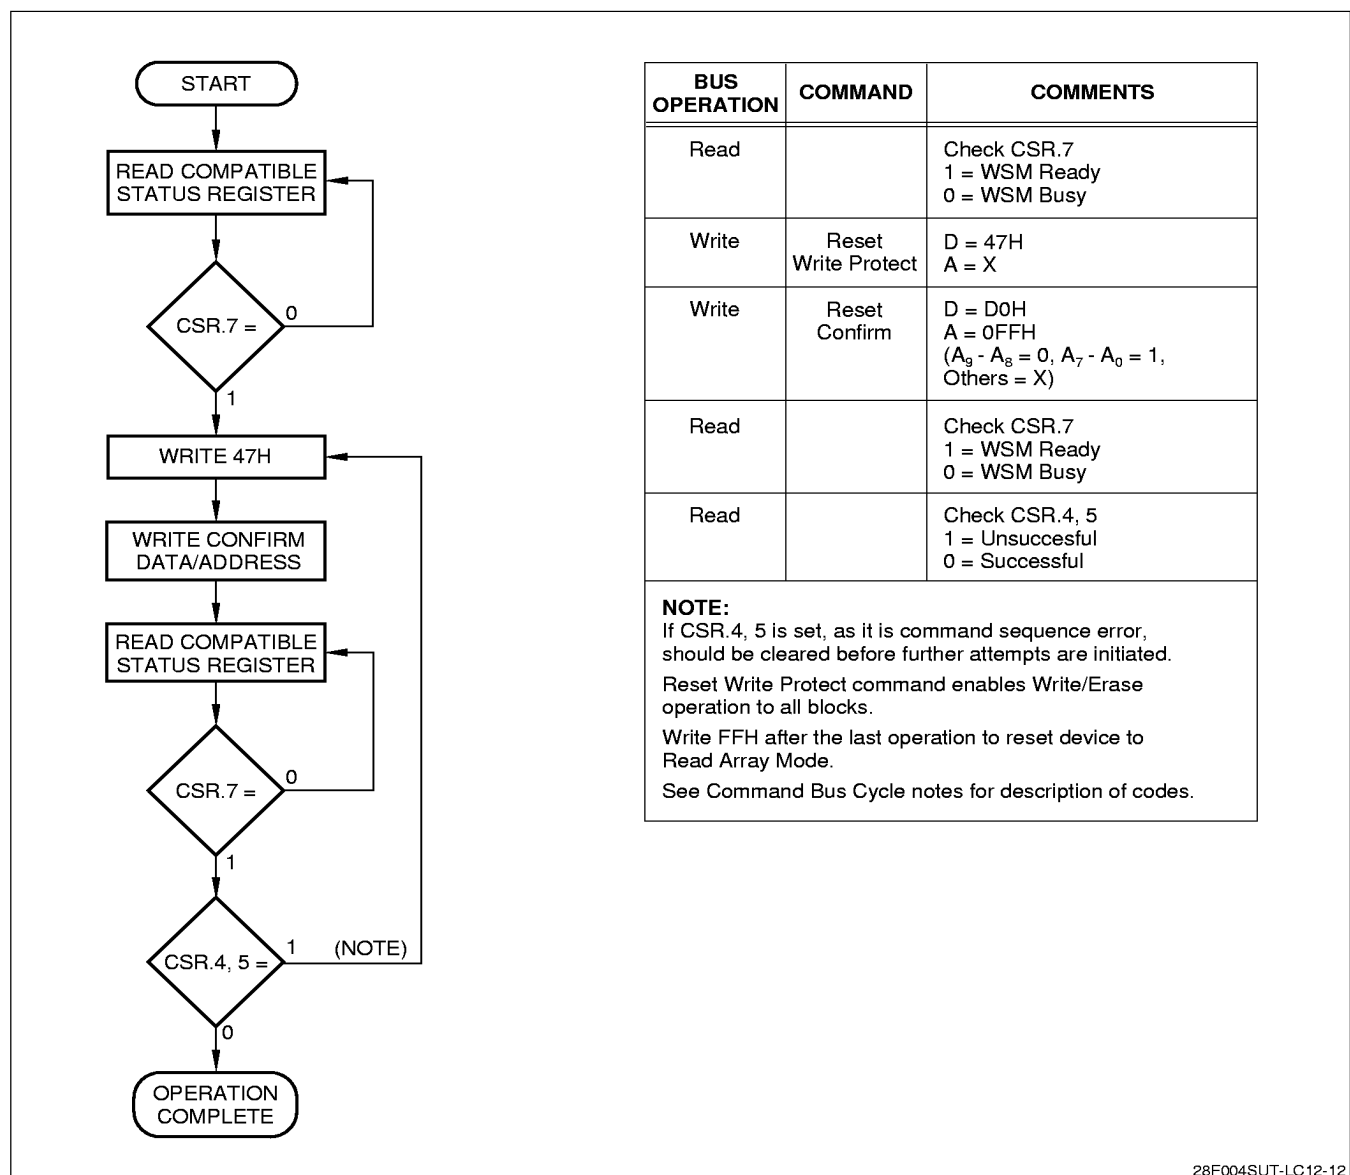 START
READ COMPATIBLE
STATUS REGISTER
CSR.7 =
0
1
WRITE 47H
WRITE CONFIRM
DATA/ADDRESS
READ COMPATIBLE
STATUS REGISTER
CSR.7 =
0
1
CSR.4, 5 =
1 (NOTE)
0
OPERATION
COMPLETE
BUS
OPERATION
COMMAND
COMMENTS
Read
Check CSR.7
1 = WSM Ready
0 = WSM Busy
Write
Reset
Write Protect
D = 47H
A = X
Write
Reset
Confirm
D = D0H
A = 0FFH
(A9 - A8 = 0, A7 - A0 = 1,
Others = X)
Read
Check CSR.7
1 = WSM Ready
0 = WSM Busy
Read
Check CSR.4, 5
1 = Unsuccesful
0 = Successful
NOTE:
If CSR.4, 5 is set, as it is command sequence error,
should be cleared before further attempts are initiated.
Reset Write Protect command enables Write/Erase
operation to all blocks.
Write FFH after the last operation to reset device to
Read Array Mode.
See Command Bus Cycle notes for description of codes.
28F004SUT-LC12-12